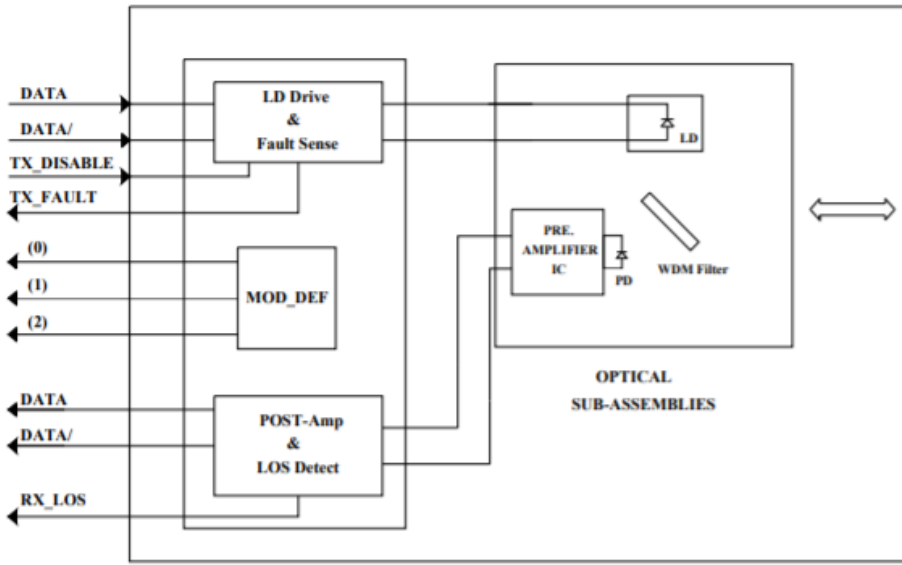 DATA
DATA/
TX_DISABLE
TX_FAULT
(0)
(1)
(2)
DATA
DATA/
RX_LOS
LD Drive
&
Fault Sense
MOD_DEF
POST-Amp
&
LOS Detect
LD
PRE.
AMPLIFIER
IC
PD
WDM Filter
OPTICAL
SUB-ASSEMBLIES